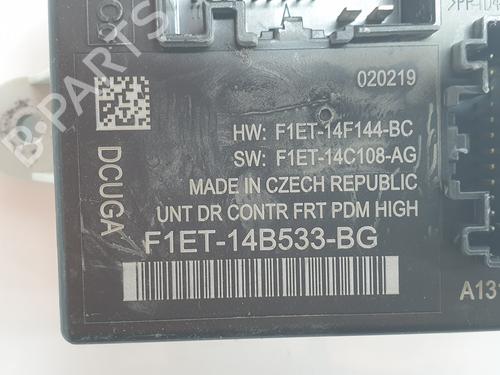 020219
HW: F1ET-14F144-BC
SW: F1ET-14C108-AG
MADE IN CZECH REPUBLIC
UNT DR CONTR FRT PDM HIGH
F1ET-14B533-BG
DCUGA
A131
B-PARTS